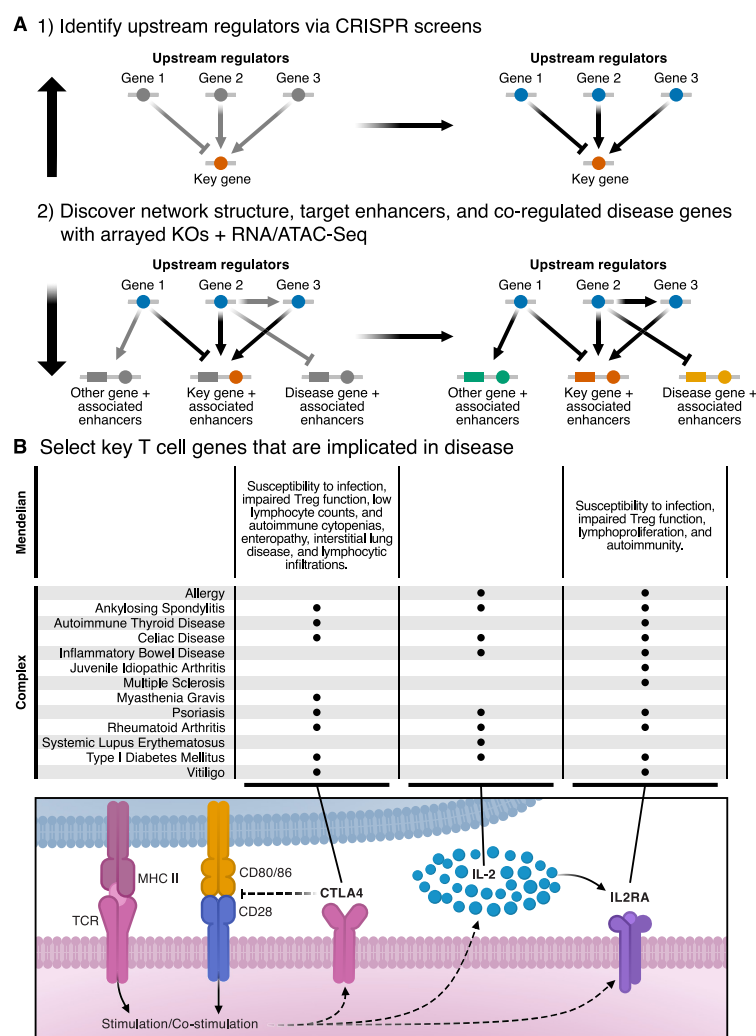 A 1) Identify upstream regulators via CRISPR screens
Upstream regulators
Gene 1 Gene 2 Gene 3
Key gene
Upstream regulators
Gene 1 Gene 2 Gene 3
Key gene
2) Discover network structure, target enhancers, and co-regulated disease genes
with arrayed KOs + RNA/ATAC-Seq
Upstream regulators
Gene 1 Gene 2 Gene 3
Other gene +
associated
enhancers
Key gene +
associated
enhancers
Disease gene +
associated
enhancers
Upstream regulators
Gene 1 Gene 2 Gene 3
Other gene +
associated
enhancers
Key gene +
associated
enhancers
Disease gene +
associated
enhancers
B Select key T cell genes that are implicated in disease
Mendelian
Susceptibility to infection,
impaired Treg function, low
lymphocyte counts, and
autoimmune cytopenias,
enteropathy, interstitial lung
disease, and lymphocytic
infiltrations.
Susceptibility to infection,
impaired Treg function,
lymphoproliferation, and
autoimmunity.
Complex
Allergy
Ankylosing Spondylitis
Autoimmune Thyroid Disease
Celiac Disease
Inflammatory Bowel Disease
Juvenile Idiopathic Arthritis
Multiple Sclerosis
Myasthenia Gravis
Psoriasis
Rheumatoid Arthritis
Systemic Lupus Erythematosus
Type I Diabetes Mellitus
Vitiligo
MHC II
CD80/86
TCR
CD28
CTLA4
IL-2
IL2RA
Stimulation/Co-stimulation